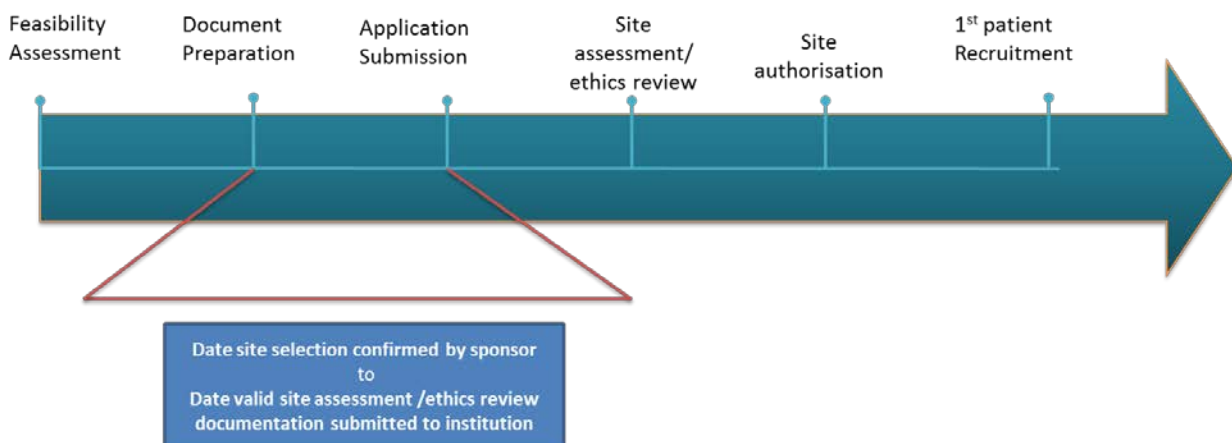 Feasibility
Assessment
Document
Preparation
Application
Submission
Site
assessment/
ethics review
Site
authorisation
1st patient
Recruitment
Date site selection confirmed by sponsor
to
Date valid site assessment /ethics review
documentation submitted to institution